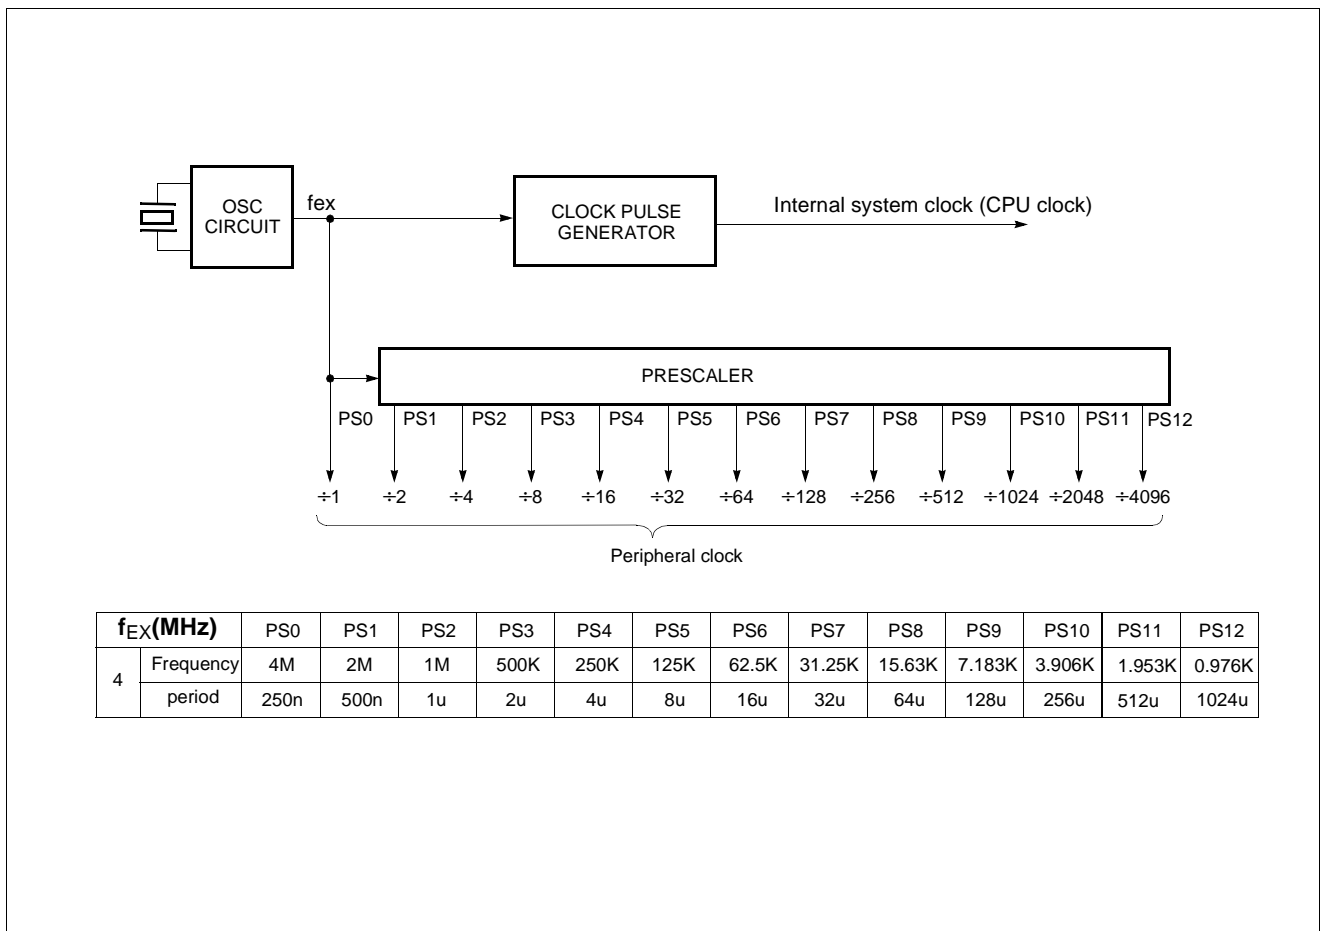 OSC
CIRCUIT
fex
CLOCK PULSE
GENERATOR
Internal system clock (CPU clock)
PRESCALER
PS0 PS1 PS2 PS3 PS4 PS5 PS6 PS7 PS8 PS9 PS10 PS11 PS12
÷1 ÷2 ÷4 ÷8 ÷16 ÷32 ÷64 ÷128 ÷256 ÷512 ÷1024 ÷2048 ÷4096
Peripheral clock
fEX(MHz) PS0 PS1 PS2 PS3 PS4 PS5 PS6 PS7 PS8 PS9 PS10 PS11 PS12
4 Frequency 4M 2M 1M 500K 250K 125K 62.5K 31.25K 15.63K 7.183K 3.906K 1.953K 0.976K
period 250n 500n 1u 2u 4u 8u 16u 32u 64u 128u 256u 512u 1024u